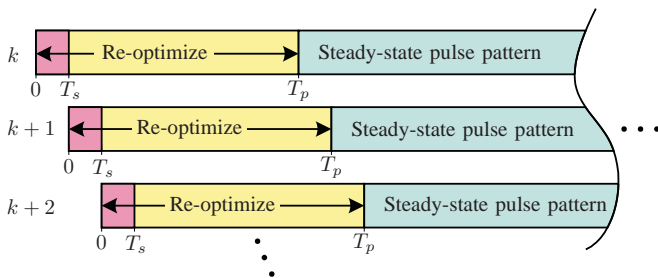 k Re-optimize Steady-state pulse pattern
0 T_s T_p
k + 1 Re-optimize Steady-state pulse pattern
0 T_s T_p
k + 2 Re-optimize Steady-state pulse pattern
0 T_s T_p